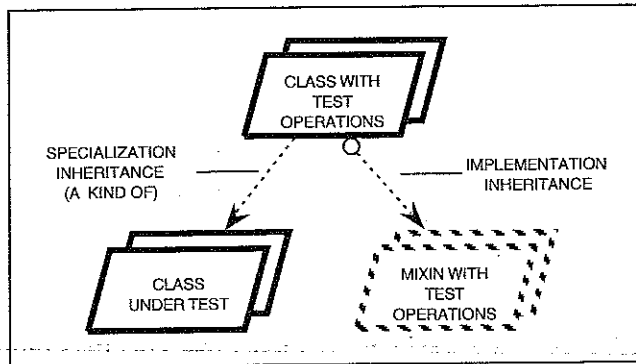 CLASS WITH
TEST
OPERATIONS
SPECIALIZATION
INHERITANCE
(A KIND OF)
IMPLEMENTATION
INHERITANCE
CLASS
UNDER TEST
MIXIN WITH
TEST
OPERATIONS